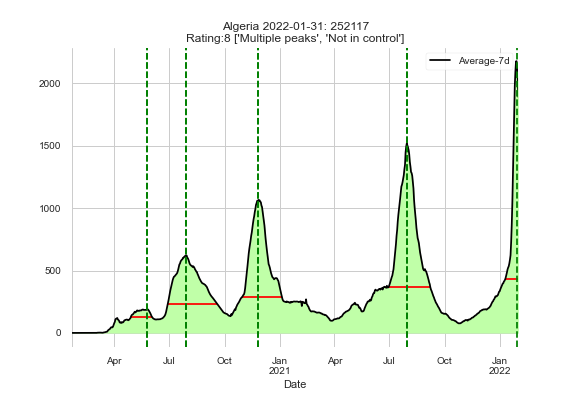 Algeria 2022-01-31: 252117
Rating:8 ['Multiple peaks', 'Not in control']
Average-7d
2000
1500
1000
500
0
Apr Jul Oct Jan Apr Jul Oct Jan
2021 2022
Date